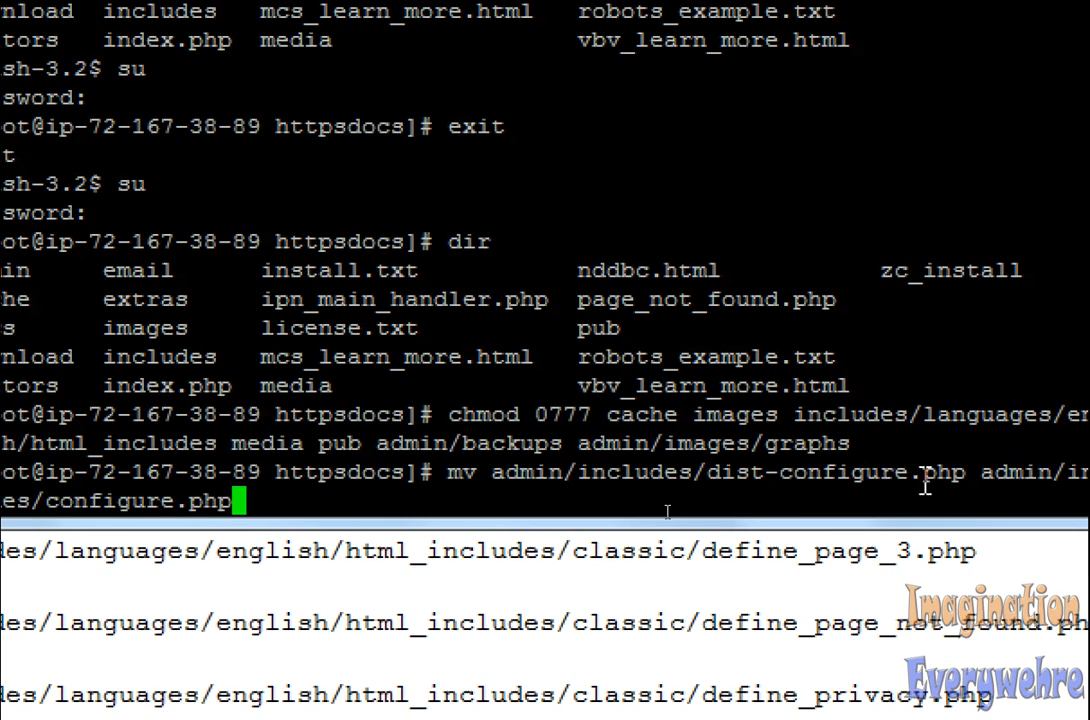 nload includes mcs_learn_more.html robots_example.txt
tors index.php media vbv_learn_more.html
sh-3.2$ su
sword:
ot@ip-72-167-38-89 httpsdocs]# exit
t
sh-3.2$ su
sword:
ot@ip-72-167-38-89 httpsdocs]# dir
in email install.txt nddbc.html zc_install
he extras ipn_main_handler.php page_not_found.php
s images license.txt pub
nload includes mcs_learn_more.html robots_example.txt
tors index.php media vbv_learn_more.html
ot@ip-72-167-38-89 httpsdocs]# chmod 0777 cache images includes/languages/en
h/html_includes media pub admin/backups admin/images/graphs
ot@ip-72-167-38-89 httpsdocs]# mv admin/includes/dist-configure.php admin/in
es/configure.php
des/languages/english/html_includes/classic/define_page_3.php
des/languages/english/html_includes/classic/define_page_not_found.ph
des/languages/english/html_includes/classic/define_privacy.php
Imagination
Everywehre